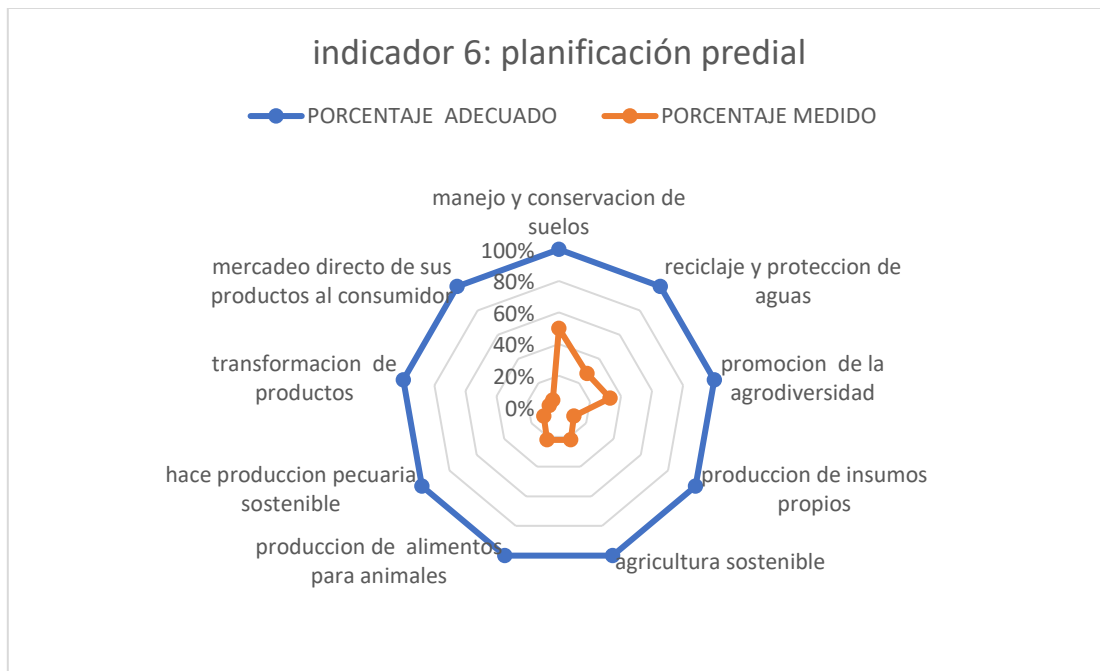 indicador 6: planificación predial
PORCENTAJE  ADECUADO
PORCENTAJE MEDIDO
manejo y conservacion de
suelos
reciclaje y proteccion de
aguas
promocion  de la
agrodiversidad
produccion de insumos
propios
agricultura sostenible
produccion de  alimentos
para animales
hace produccion pecuaria
sostenible
transformacion  de
productos
mercadeo directo de sus
productos al consumidor
100%
80%
60%
40%
20%
0%